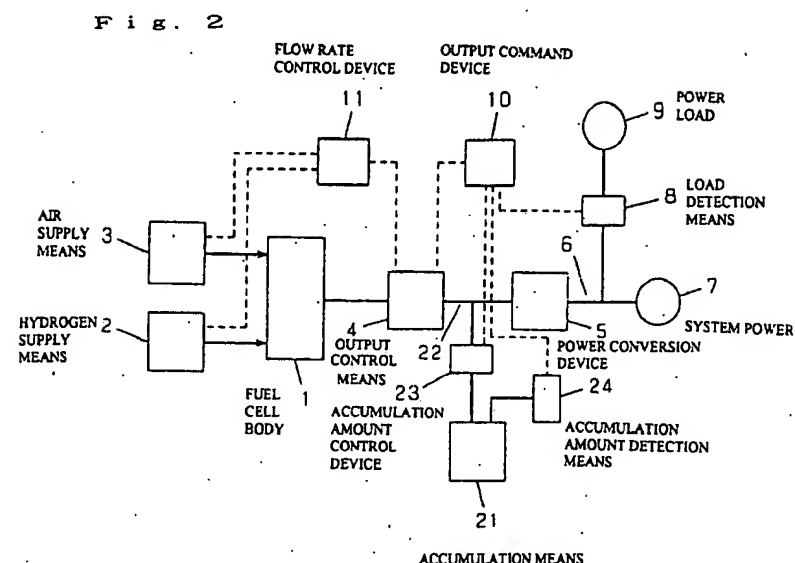 Fig. 2
FLOW RATE
CONTROL DEVICE
11
OUTPUT COMMAND
DEVICE
10
9
POWER
LOAD
8
LOAD
DETECTION
MEANS
AIR
SUPPLY
MEANS
3
HYDROGEN
SUPPLY
MEANS
2
FUEL
CELL
BODY
1
4
OUTPUT
CONTROL
MEANS
22
23
ACCUMULATION
AMOUNT
CONTROL
DEVICE
5
POWER CONVERSION
DEVICE
6
7
SYSTEM POWER
24
ACCUMULATION
AMOUNT DETECTION
MEANS
21
ACCUMULATION MEANS